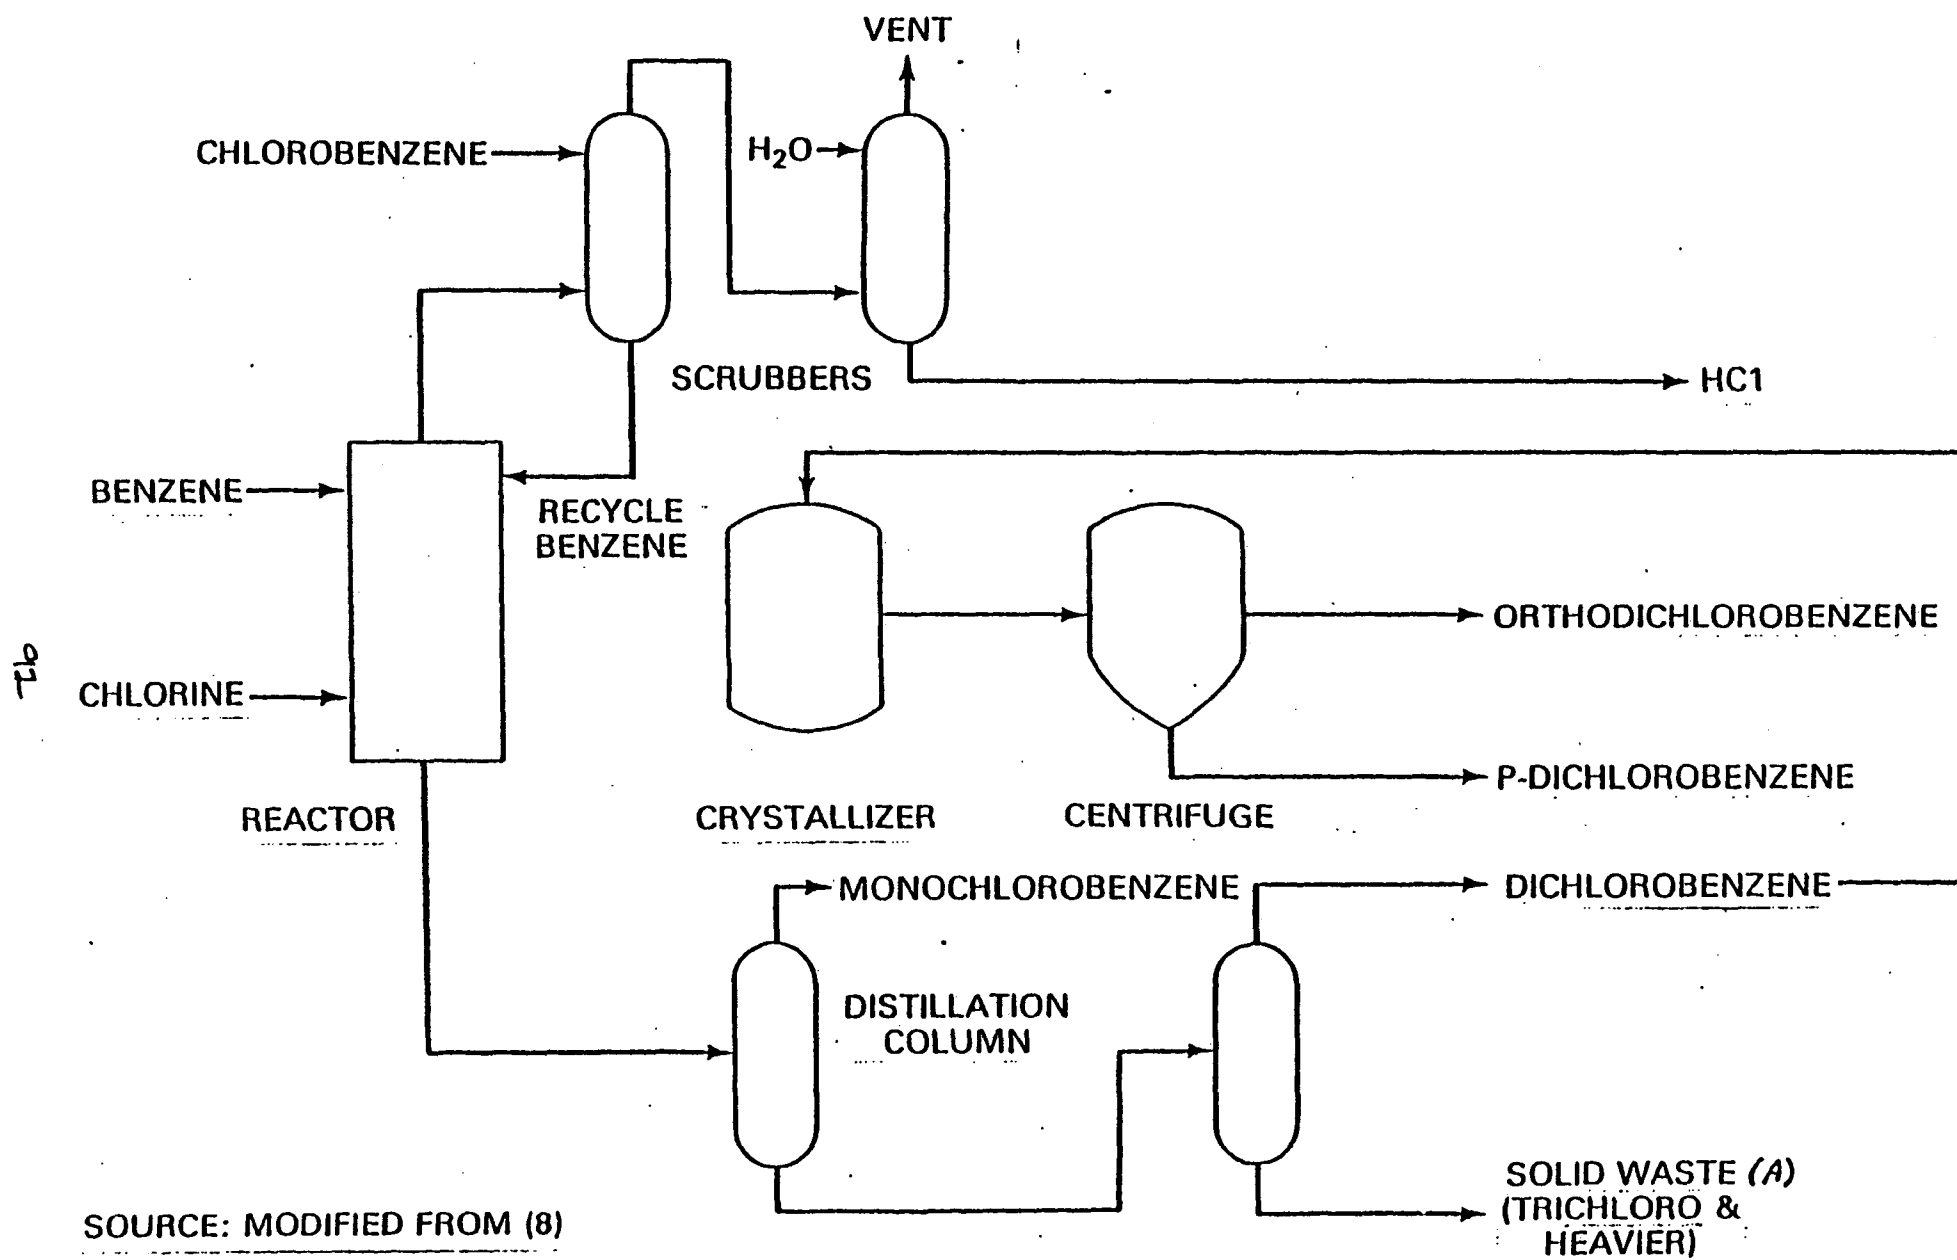 VENT
CHLOROBENZENE
H₂O
SCRUBBERS
HC1
BENZENE
RECYCLE
BENZENE
ORTHODICHLOROBENZENE
92
CHLORINE
P-DICHLOROBENZENE
REACTOR
CRYSTALLIZER
CENTRIFUGE
MONOCHLOROBENZENE
DICHLOROBENZENE
DISTILLATION
COLUMN
SOLID WASTE (A)
(TRICHLORO &
HEAVIER)
SOURCE: MODIFIED FROM (8)